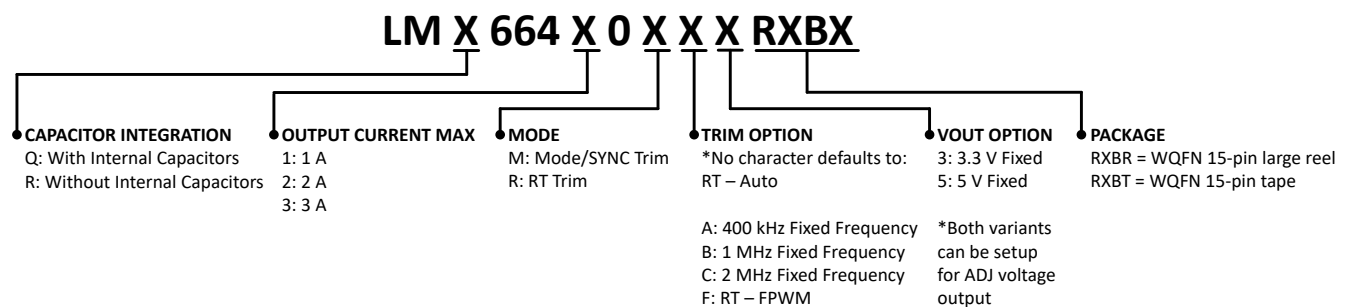 LM X 664 X 0 X X X RXBX
CAPACITOR INTEGRATION
Q: With Internal Capacitors
R: Without Internal Capacitors
OUTPUT CURRENT MAX
1: 1 A
2: 2 A
3: 3 A
MODE
M: Mode/SYNC Trim
R: RT Trim
TRIM OPTION
*No character defaults to:
RT – Auto
A: 400 kHz Fixed Frequency
B: 1 MHz Fixed Frequency
C: 2 MHz Fixed Frequency
F: RT – FPWM
VOUT OPTION
3: 3.3 V Fixed
5: 5 V Fixed
*Both variants
can be setup
for ADJ voltage
output
PACKAGE
RXBR = WQFN 15-pin large reel
RXBT = WQFN 15-pin tape